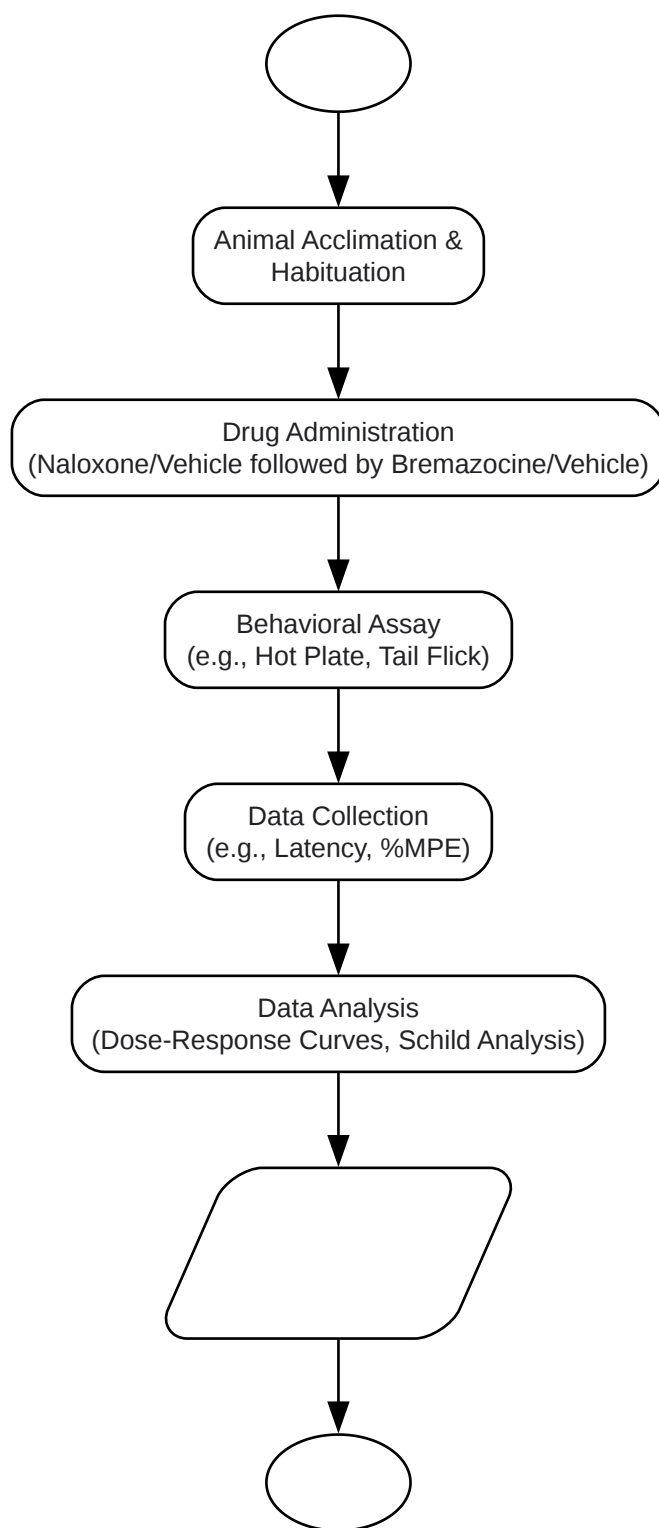 Animal Acclimation &
Habituation
Drug Administration
(Naloxone/Vehicle followed by Bremazocine/Vehicle)
Behavioral Assay
(e.g., Hot Plate, Tail Flick)
Data Collection
(e.g., Latency, %MPE)
Data Analysis
(Dose-Response Curves, Schild Analysis)